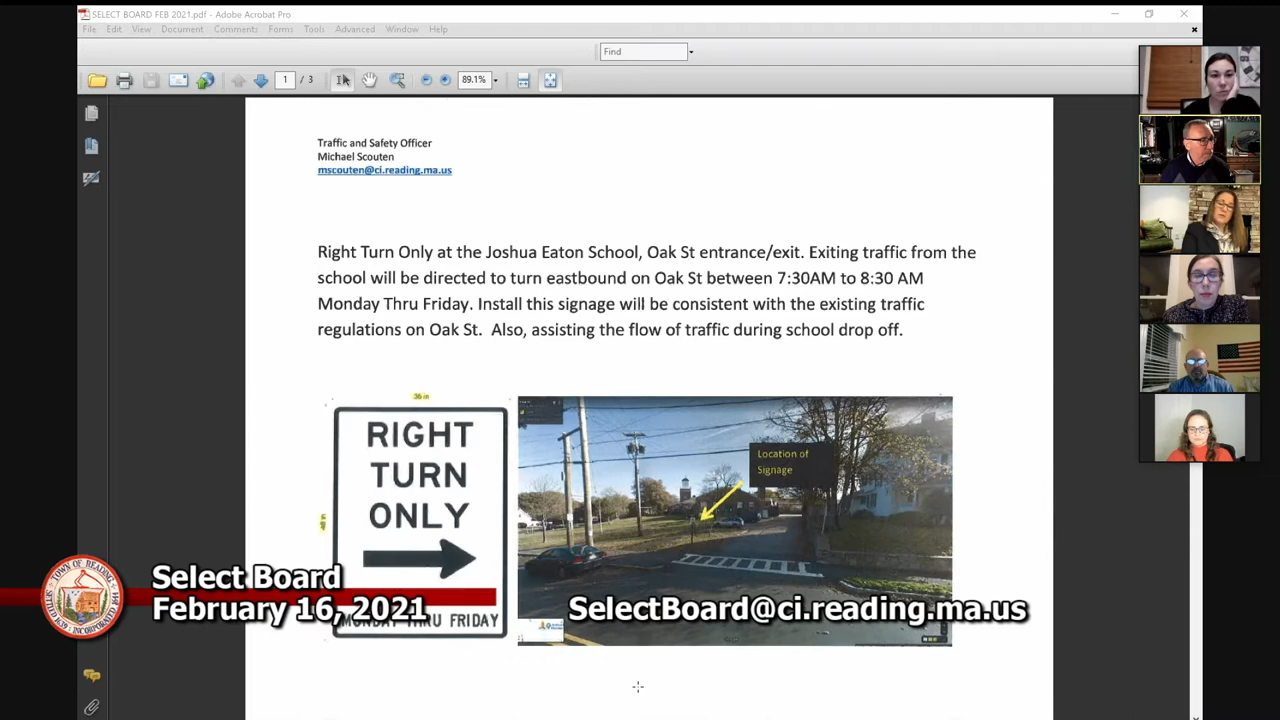 SELECT BOARD FEB 2021.pdf - Adobe Acrobat Pro
File Edit View Document Comments Forms Tools Advanced Window Help
Find
1 / 3 89.1%
Traffic and Safety Officer
Michael Scouten
mscouten@ci.reading.ma.us
Right Turn Only at the Joshua Eaton School, Oak St entrance/exit. Exiting traffic from the
school will be directed to turn eastbound on Oak St between 7:30AM to 8:30 AM
Monday Thru Friday. Install this signage will be consistent with the existing traffic
regulations on Oak St. Also, assisting the flow of traffic during school drop off.
36 in
RIGHT
TURN
ONLY
MONDAY THRU FRIDAY
Location of
Signage
TOWN OF READING
Select Board
February 16, 2021
SelectBoard@ci.reading.ma.us